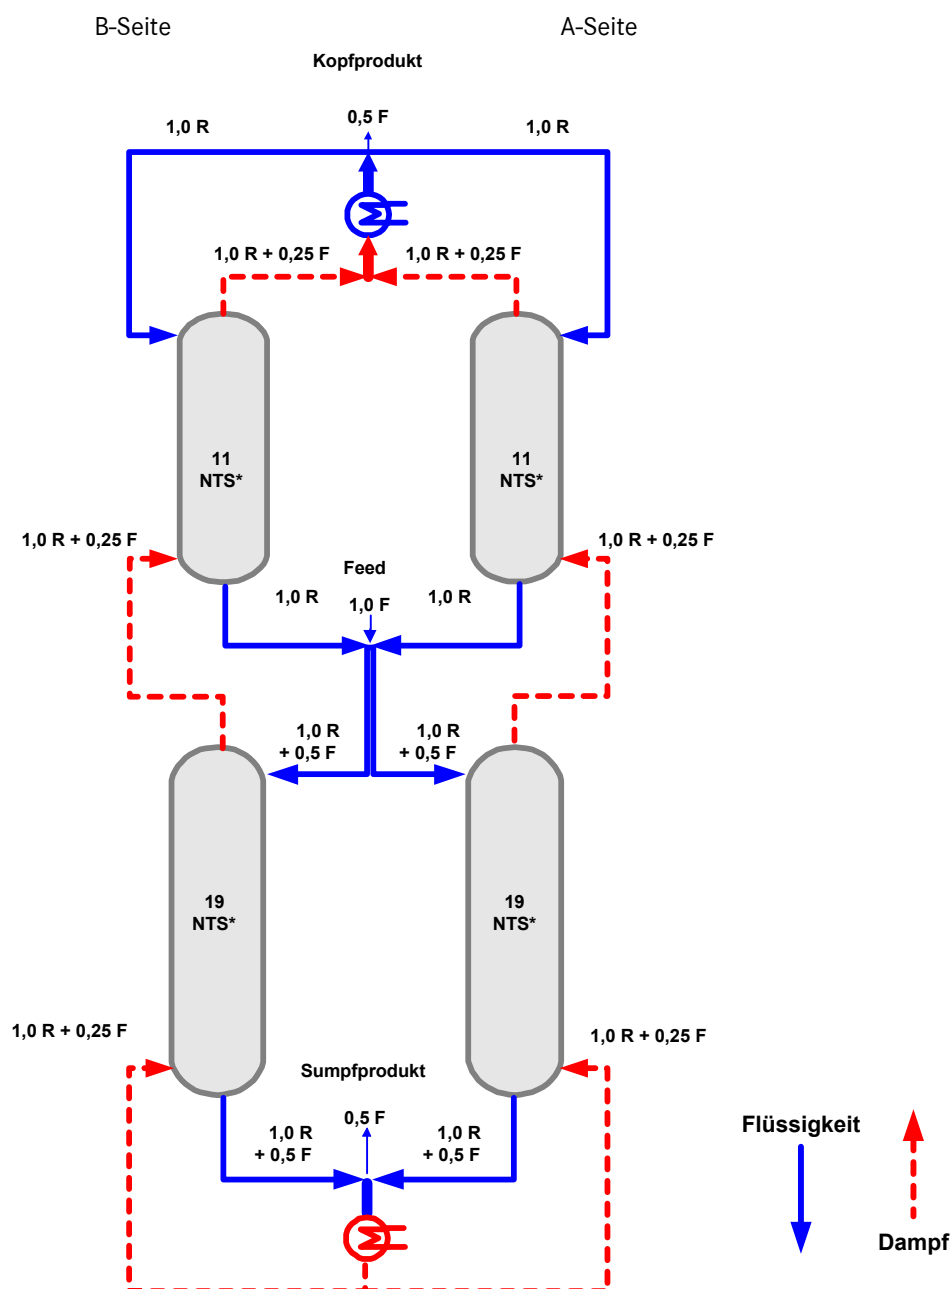 B-Seite
A-Seite
Kopfprodukt
0,5 F
1,0 R
1,0 R
1,0 R + 0,25 F
1,0 R + 0,25 F
11
NTS*
11
NTS*
1,0 R + 0,25 F
1,0 R + 0,25 F
Feed
1,0 R
1,0 F
1,0 R
1,0 R
+ 0,5 F
1,0 R
+ 0,5 F
19
NTS*
19
NTS*
1,0 R + 0,25 F
1,0 R + 0,25 F
Sumpfprodukt
0,5 F
1,0 R
+ 0,5 F
1,0 R
+ 0,5 F
Flüssigkeit
Dampf